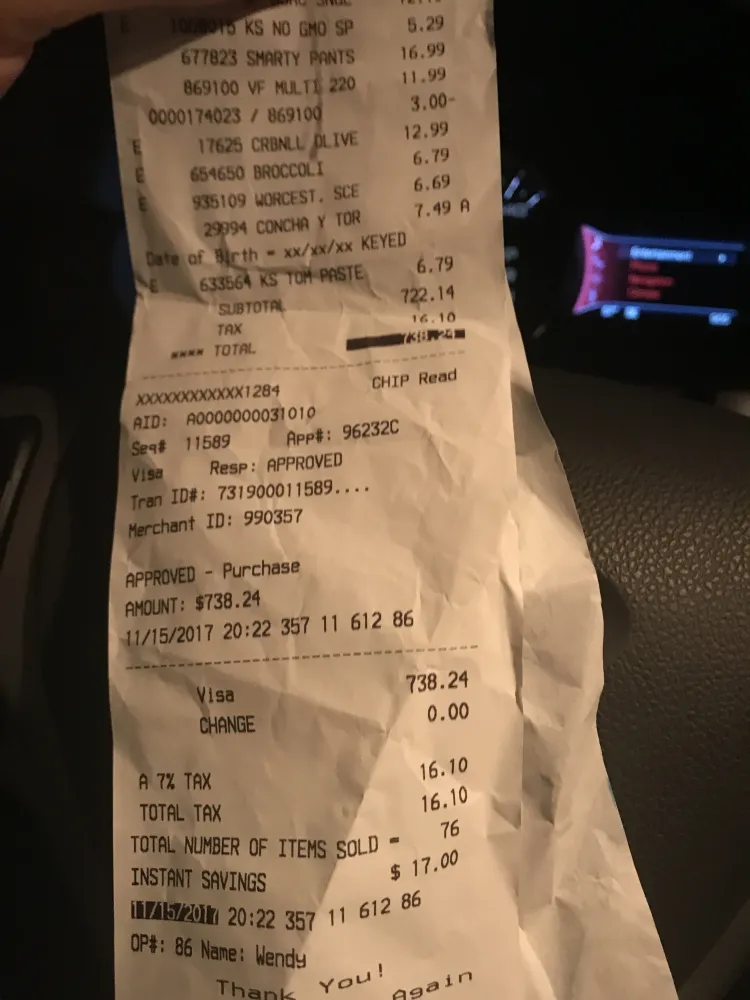 E 1008015 KS NO GMO SP 5.29
677823 SMARTY PANTS 16.99
869100 VF MULTI 220 11.99
0000174023 / 869100 3.00-
E 17625 CRBNLL OLIVE 12.99
E 654650 BROCCOLI 6.79
E 935109 WORCEST. SCE 6.69
29994 CONCHA Y TOR 7.49 A
Date of Birth = xx/xx/xx KEYED
E 633564 KS TOM PASTE 6.79
SUBTOTAL 722.14
TAX 16.10
**** TOTAL 738.24
XXXXXXXXXXXX1284 CHIP Read
AID: A0000000031010
Seq# 11589 App#: 96232C
Visa Resp: APPROVED
Tran ID#: 731900011589....
Merchant ID: 990357
APPROVED - Purchase
AMOUNT: $738.24
11/15/2017 20:22 357 11 612 86
Visa 738.24
CHANGE 0.00
A 7% TAX 16.10
TOTAL TAX 16.10
TOTAL NUMBER OF ITEMS SOLD = 76
INSTANT SAVINGS $ 17.00
11/15/2017 20:22 357 11 612 86
OP#: 86 Name: Wendy
Thank You!
Again
Entertainment